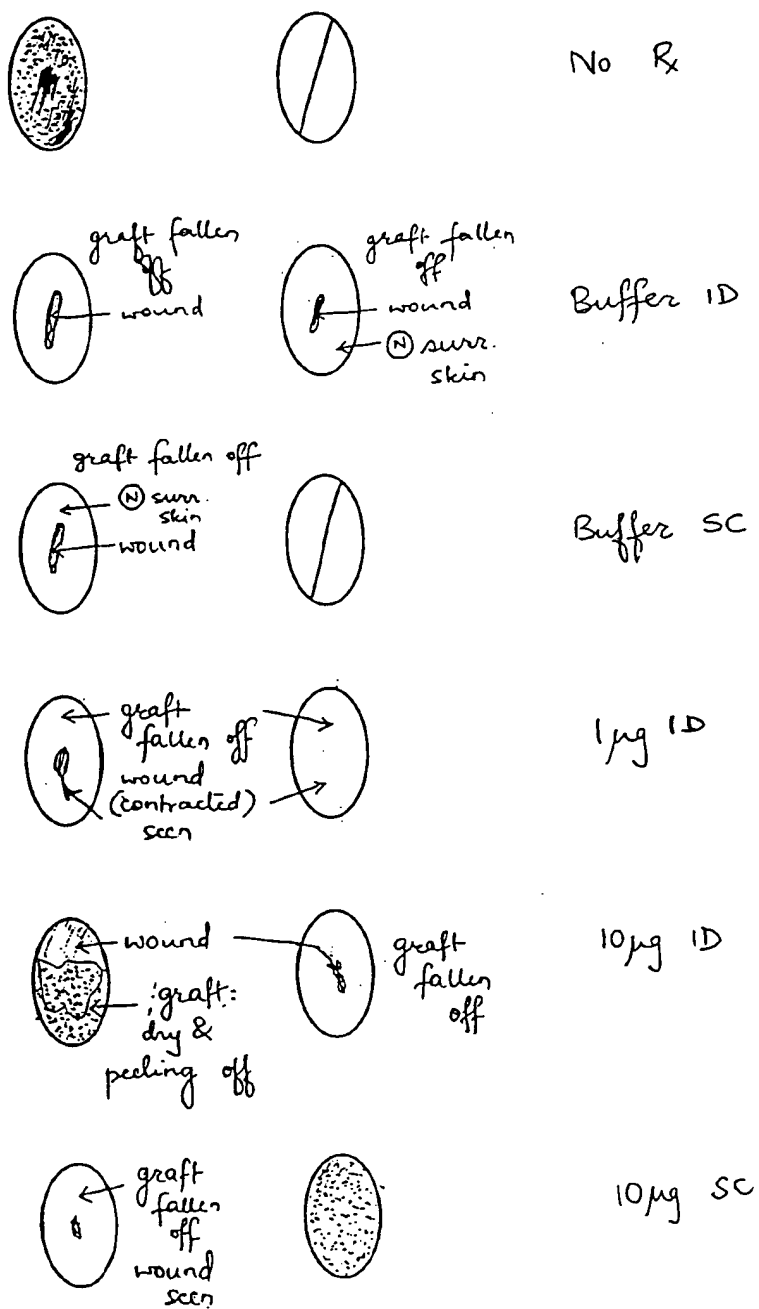 No Rx
graft fallen
off
wound
graft fallen
off
wound
Ⓝ surr.
skin
Buffer ID
graft fallen off
Ⓝ surr.
skin
wound
Buffer SC
graft
fallen off
wound
(contracted)
seen
1μg ID
wound
graft:
dry &
peeling off
graft
fallen
off
10μg ID
graft
fallen
off
wound
seen
10μg SC